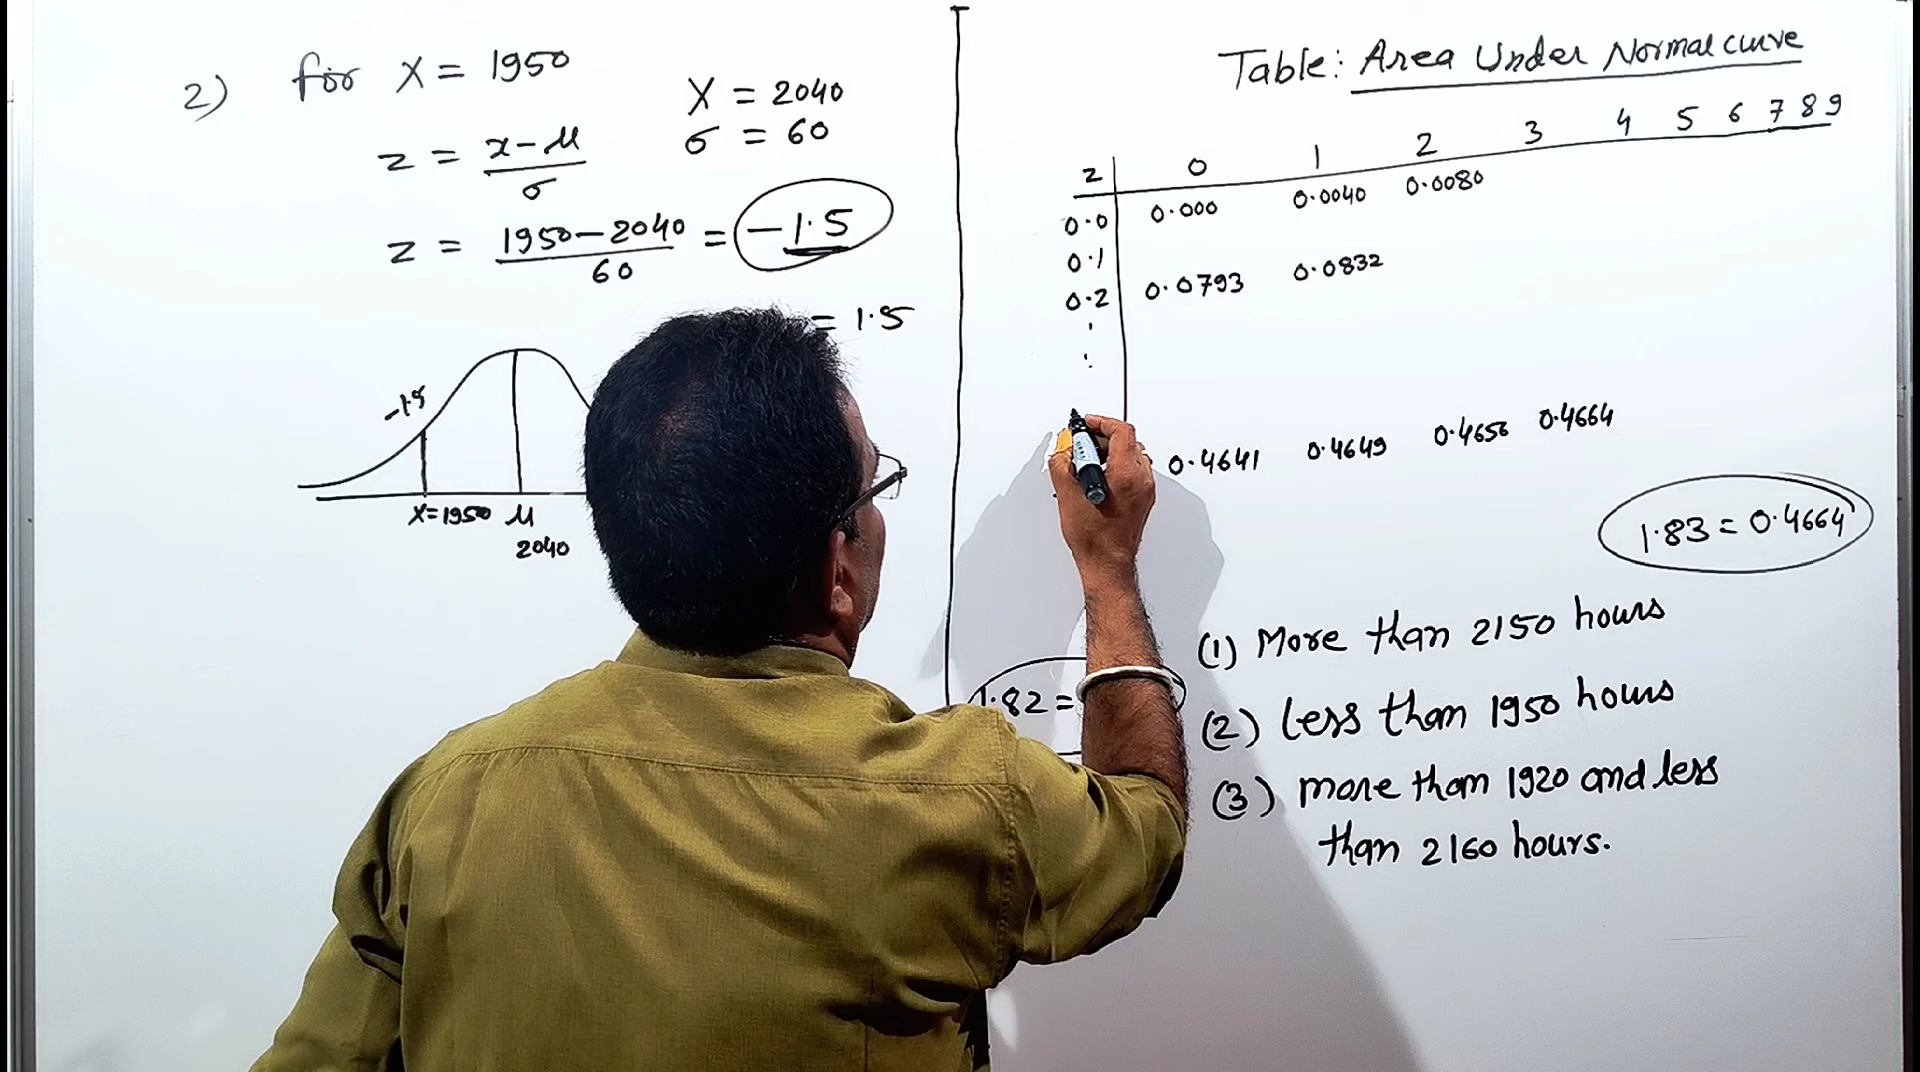 2) for X = 1950
X = 2040
σ = 60
z = x-μ / σ
z = 1950-2040 / 60 = -1.5
= 1.5
-1.5
X=1950 μ
2040
Table: Area Under Normal curve
z 0 1 2 3 4 5 6 7 8 9
0.0 0.000 0.0040 0.0080
0.1
0.2 0.0793 0.0832
0.4641 0.4649 0.4656 0.4664
1.83 = 0.4664
1.82 =
(1) More than 2150 hours
(2) less than 1950 hours
(3) more than 1920 and less
than 2160 hours.